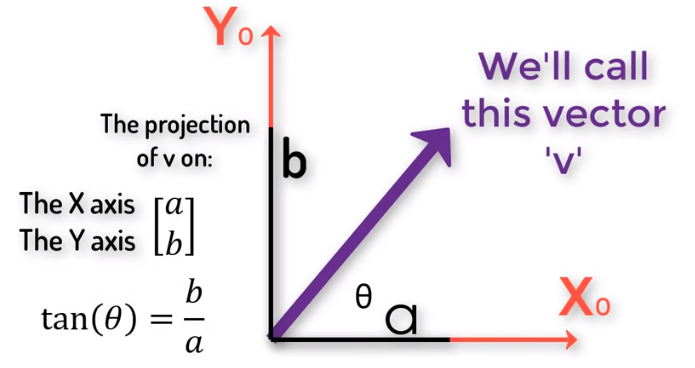 Y₀
We'll call
this vector
'v'
The projection
of v on:
b
The X axis [a]
The Y axis [b]
tan(θ) = b/a
θ
a
X₀